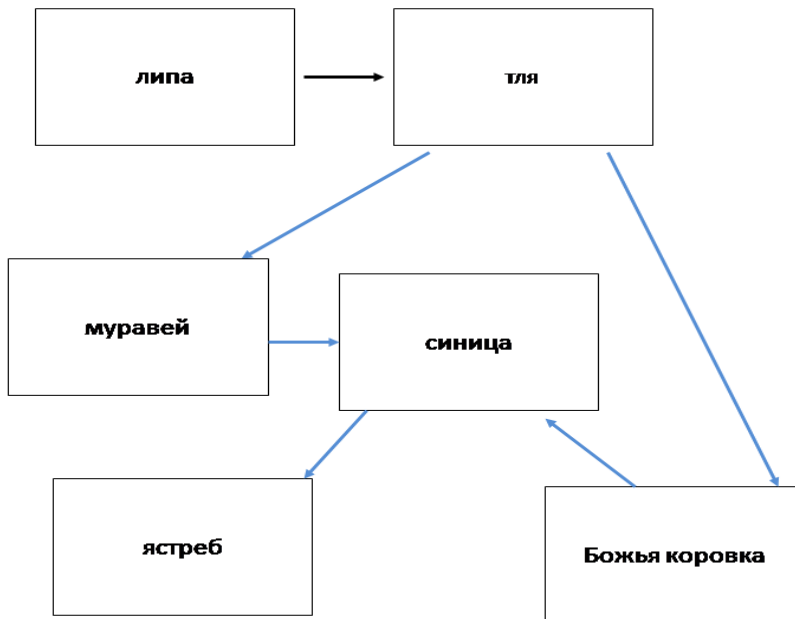 липа
тля
муравей
синица
ястреб
Божья коровка